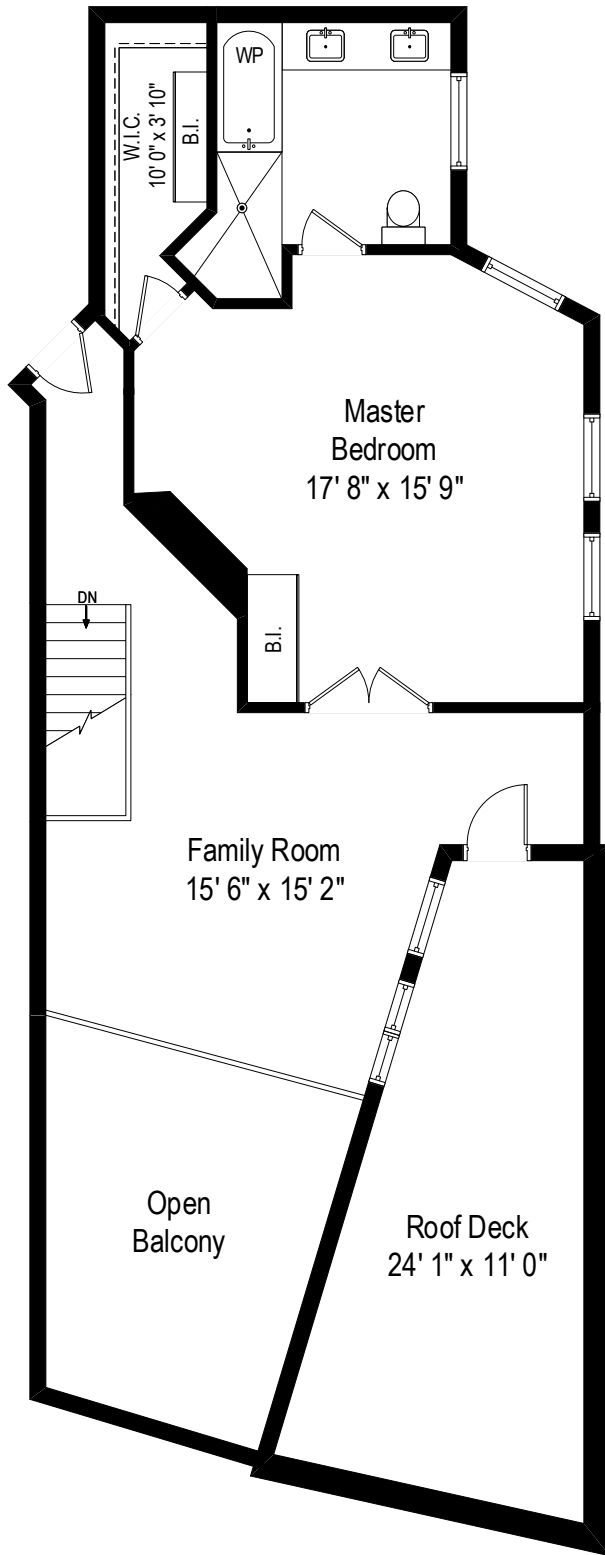 WP
W.I.C.
10' 0" x 3' 10"
B.I.
Master
Bedroom
17' 8" x 15' 9"
DN
B.I.
Family Room
15' 6" x 15' 2"
Open
Balcony
Roof Deck
24' 1" x 11' 0"